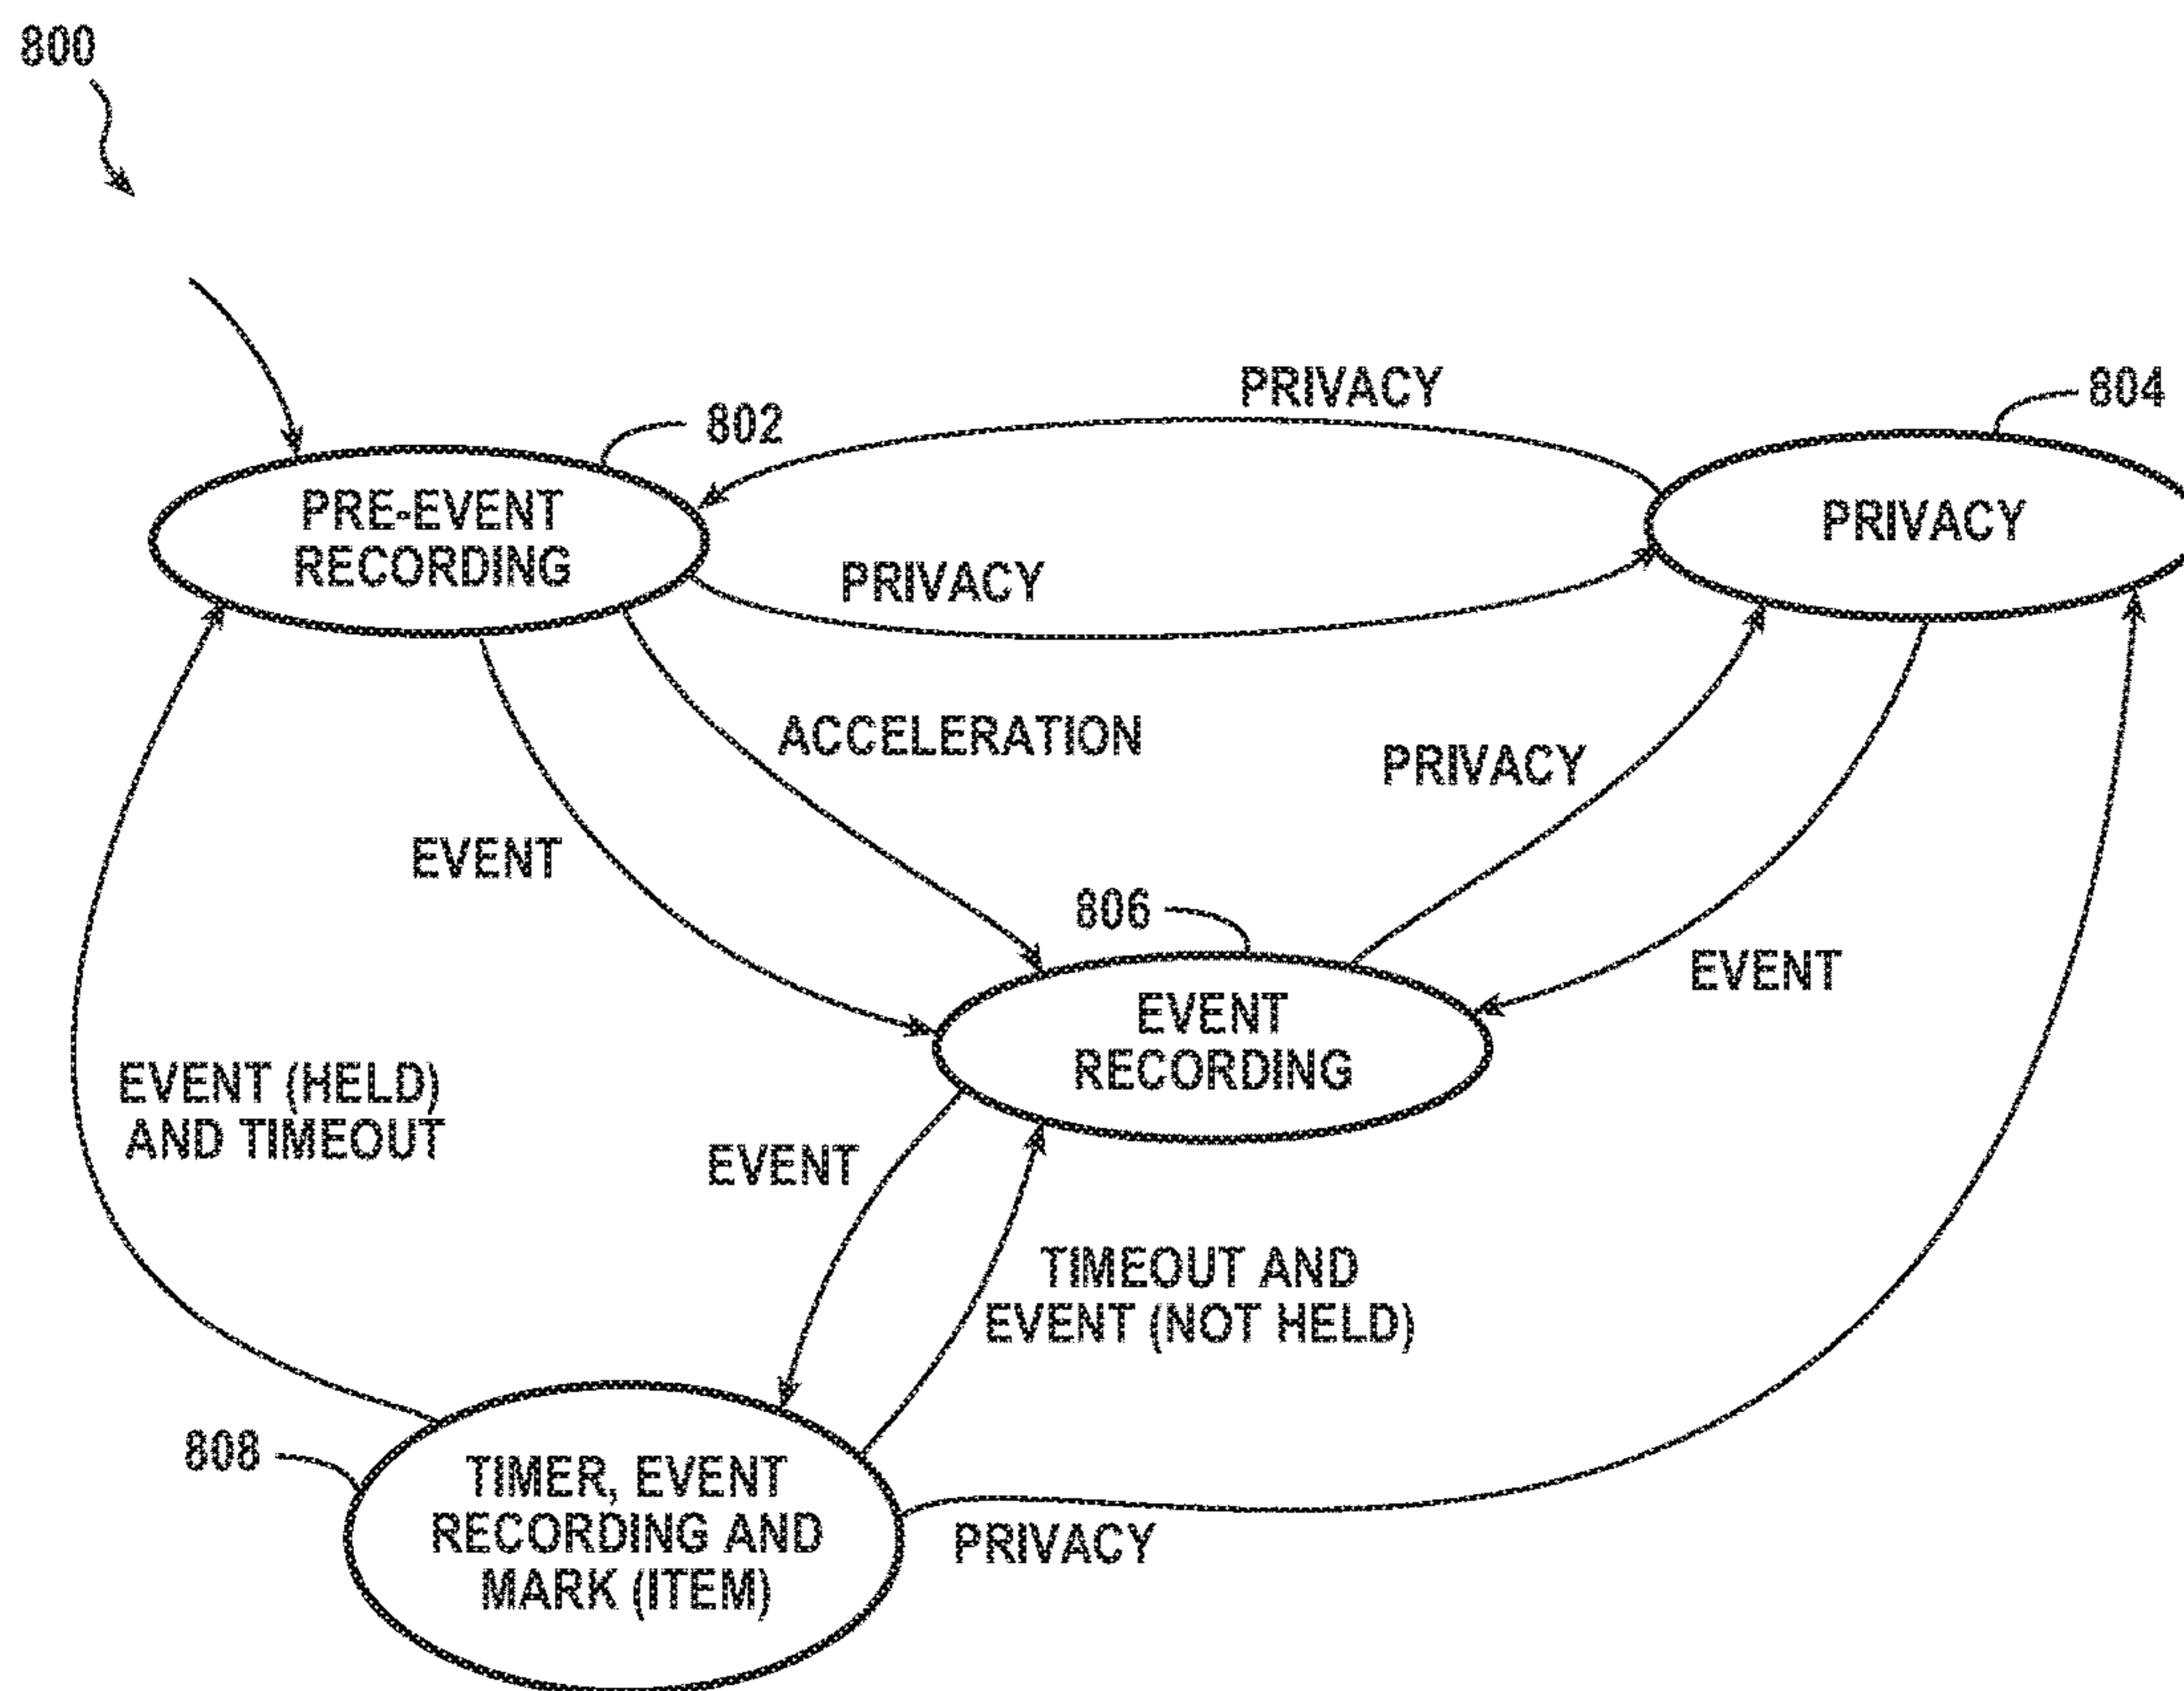 800
PRIVACY
804
802
PRE-EVENT
RECORDING
PRIVACY
PRIVACY
ACCELERATION
PRIVACY
EVENT
806
EVENT
EVENT
RECORDING
EVENT (HELD)
AND TIMEOUT
EVENT
TIMEOUT AND
EVENT (NOT HELD)
808
TIMER, EVENT
RECORDING AND
MARK (ITEM)
PRIVACY